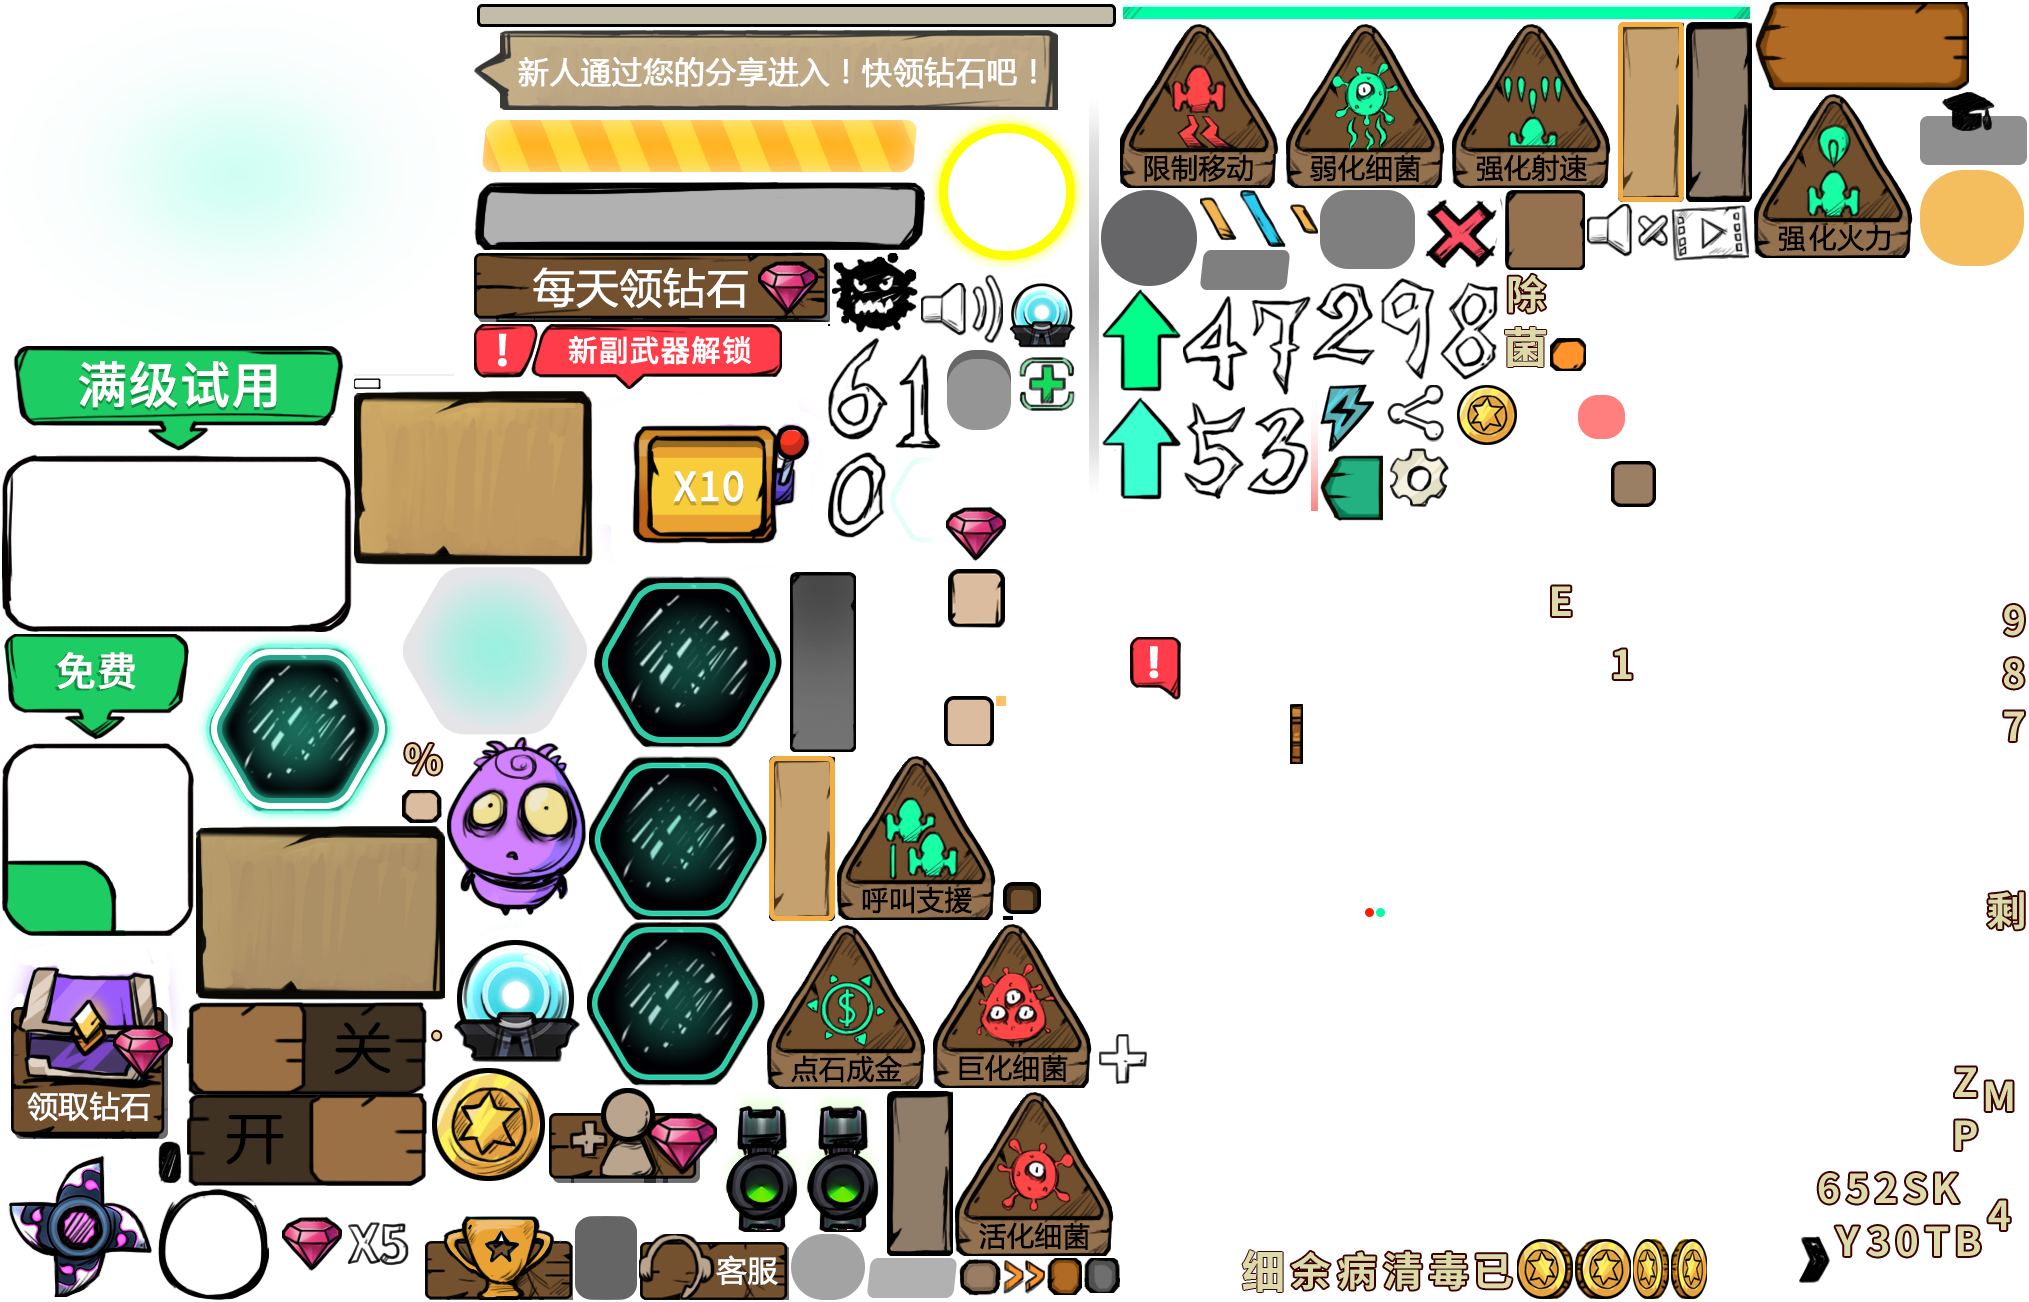 新人通过您的分享进入！快领钻石吧！
限制移动
弱化细菌
强化射速
强化火力
每天领钻石
! 新副武器解锁
47298
除
菌
满级试用
61
53
X10
0
E
9
1
8
!
免费
7
%
呼叫支援
剩
关
点石成金
巨化细菌
领取钻石
开
Z
M
P
652SK
4
Y30TB
活化细菌
X5
客服
细余病清毒已